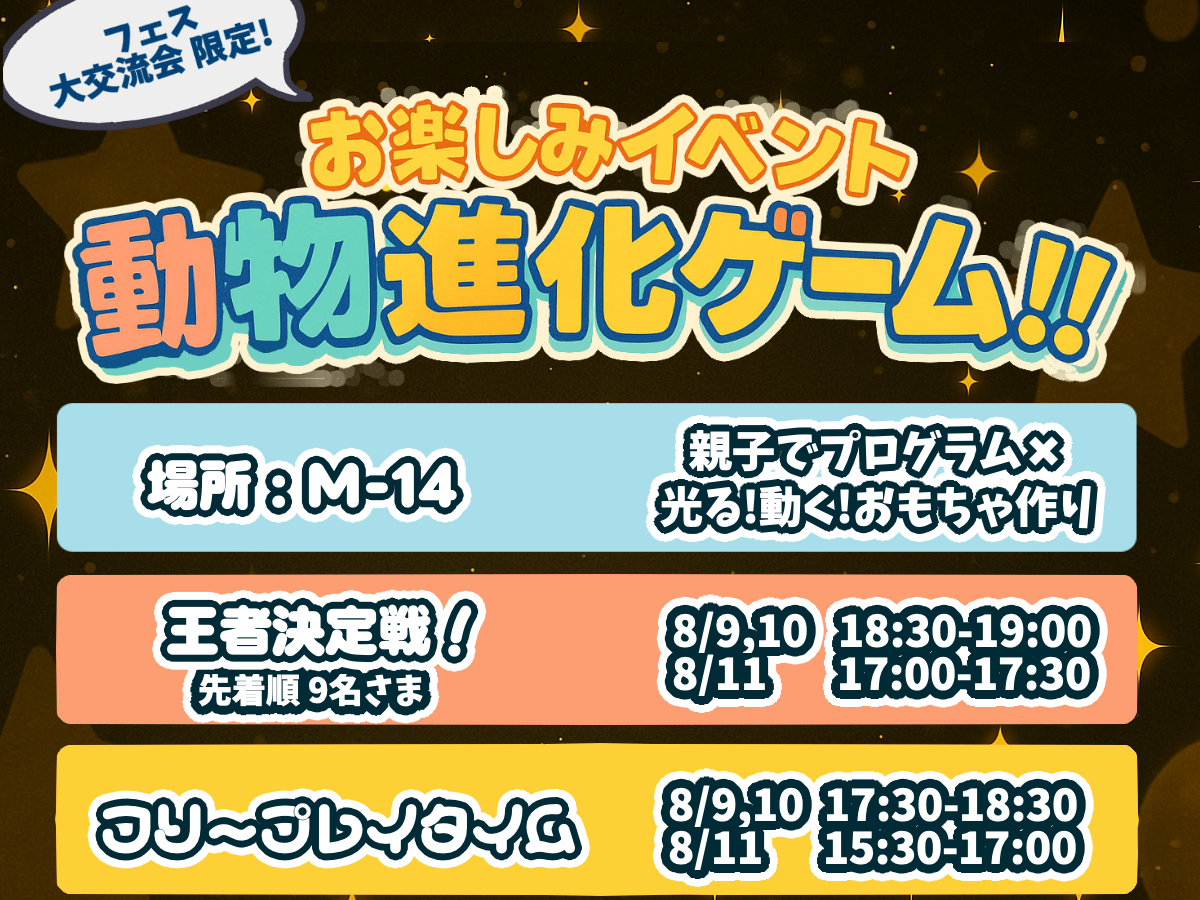 フェス
大交流会 限定!
お楽しみイベント
動物進化ゲーム!!
場所:M-14
親子でプログラム×
光る!動く!おもちゃ作り
王者決定戦!
先着順 9名さま
8/9,10 18:30-19:00
8/11 17:00-17:30
フリープレイタイム
8/9,10 17:30-18:30
8/11 15:30-17:00